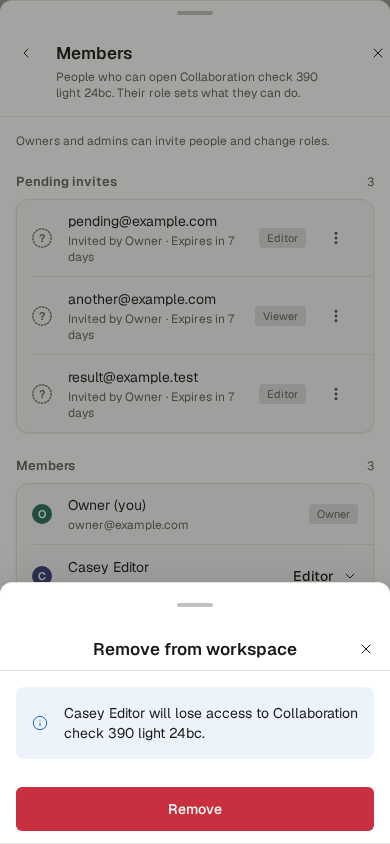 Members
People who can open Collaboration check 390
light 24bc. Their role sets what they can do.
Owners and admins can invite people and change roles.
Pending invites
3
?
pending@example.com
Invited by Owner · Expires in 7
days
Editor
?
another@example.com
Invited by Owner · Expires in 7
days
Viewer
?
result@example.test
Invited by Owner · Expires in 7
days
Editor
Members
3
O
Owner (you)
owner@example.com
Owner
C
Casey Editor
Editor
Remove from workspace
Casey Editor will lose access to Collaboration
check 390 light 24bc.
Remove